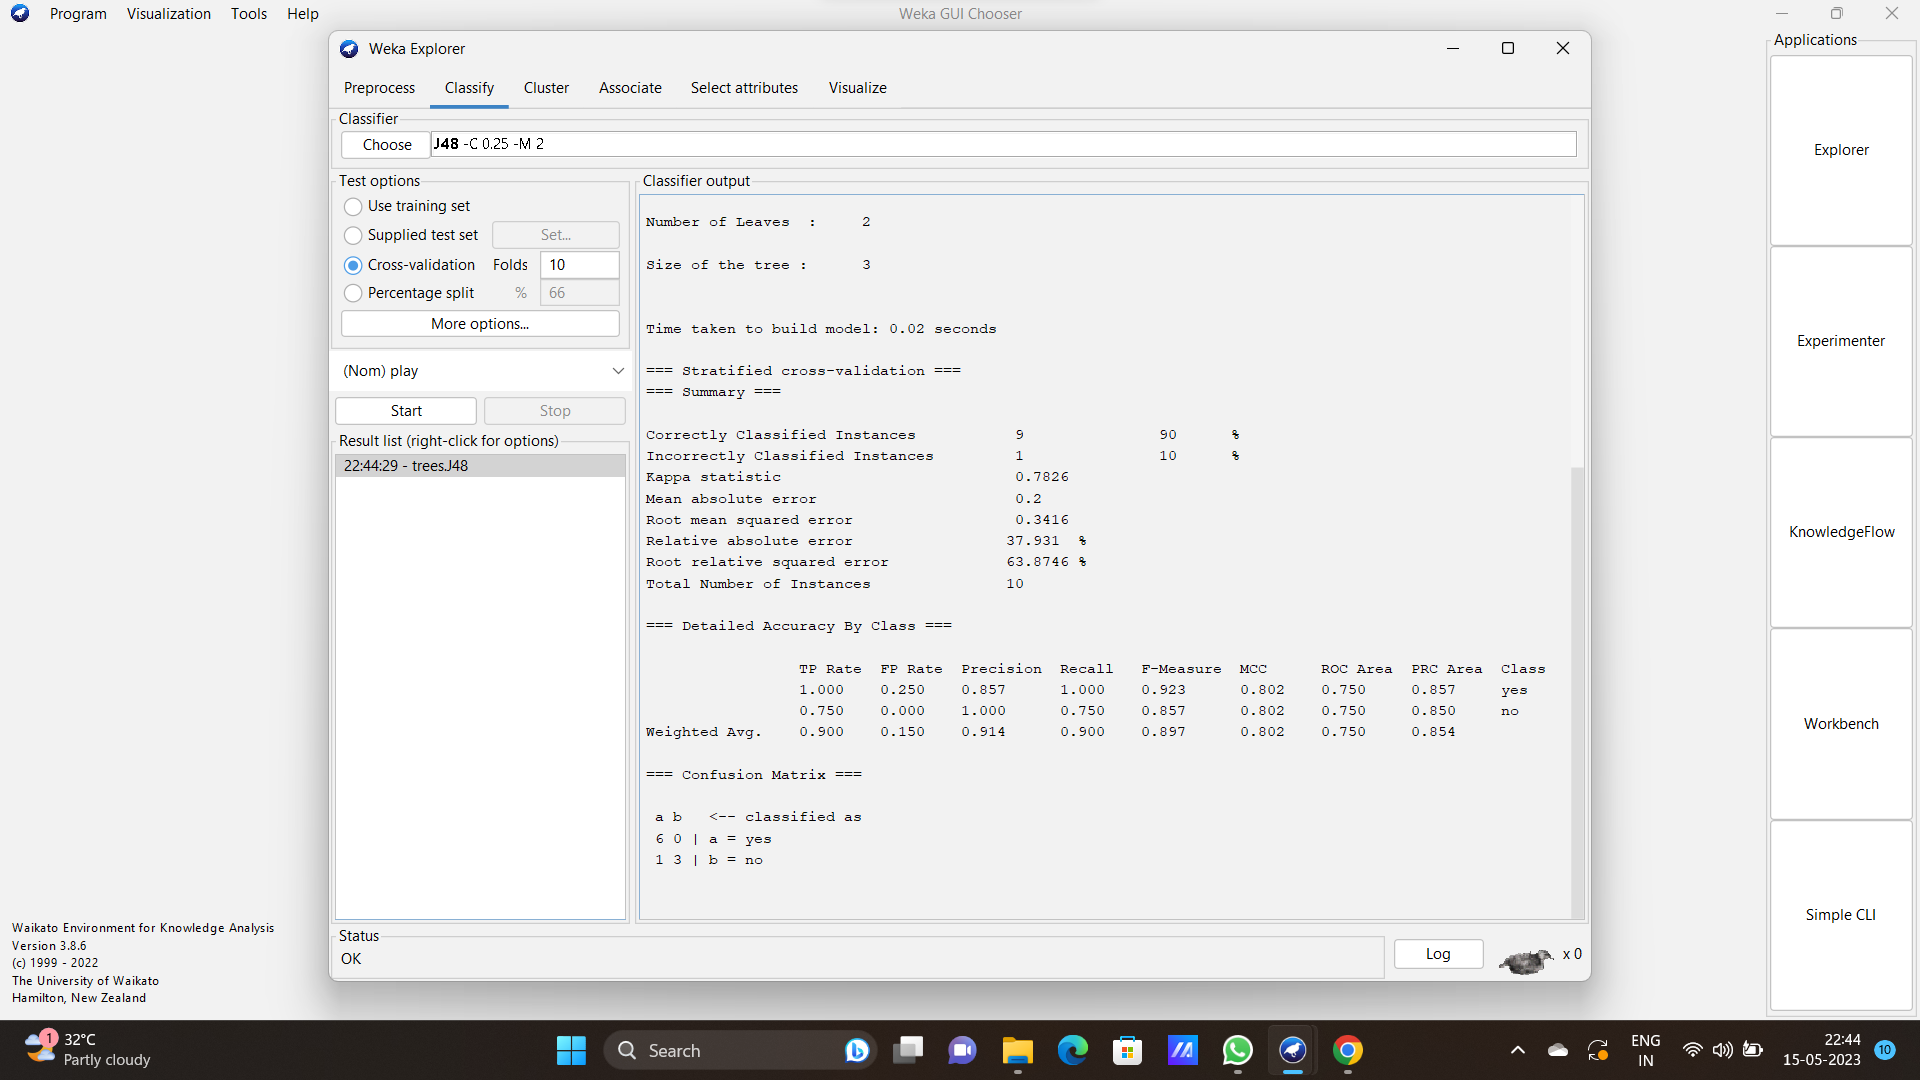 Program Visualization Tools Help Weka GUI Chooser
Weka Explorer
Preprocess Classify Cluster Associate Select attributes Visualize
Classifier
Choose J48 -C 0.25 -M 2
Test options
Use training set
Supplied test set Set...
Cross-validation Folds 10
Percentage split % 66
More options...
(Nom) play
Start Stop
Result list (right-click for options)
22:44:29 - trees.J48
Classifier output
Number of Leaves  : 2
Size of the tree : 3
Time taken to build model: 0.02 seconds
=== Stratified cross-validation ===
=== Summary ===
Correctly Classified Instances 9 90 %
Incorrectly Classified Instances 1 10 %
Kappa statistic 0.7826
Mean absolute error 0.2
Root mean squared error 0.3416
Relative absolute error 37.931 %
Root relative squared error 63.8746 %
Total Number of Instances 10
=== Detailed Accuracy By Class ===
TP Rate FP Rate Precision Recall F-Measure MCC ROC Area PRC Area Class
1.000 0.250 0.857 1.000 0.923 0.802 0.750 0.857 yes
0.750 0.000 1.000 0.750 0.857 0.802 0.750 0.850 no
Weighted Avg. 0.900 0.150 0.914 0.900 0.897 0.802 0.750 0.854
=== Confusion Matrix ===
a b <-- classified as
6 0 | a = yes
1 3 | b = no
Status
OK
Log x 0
Applications
Explorer
Experimenter
KnowledgeFlow
Workbench
Simple CLI
Waikato Environment for Knowledge Analysis
Version 3.8.6
(c) 1999 - 2022
The University of Waikato
Hamilton, New Zealand
1
32°C
Partly cloudy
Search
ENG
IN
22:44
15-05-2023
10